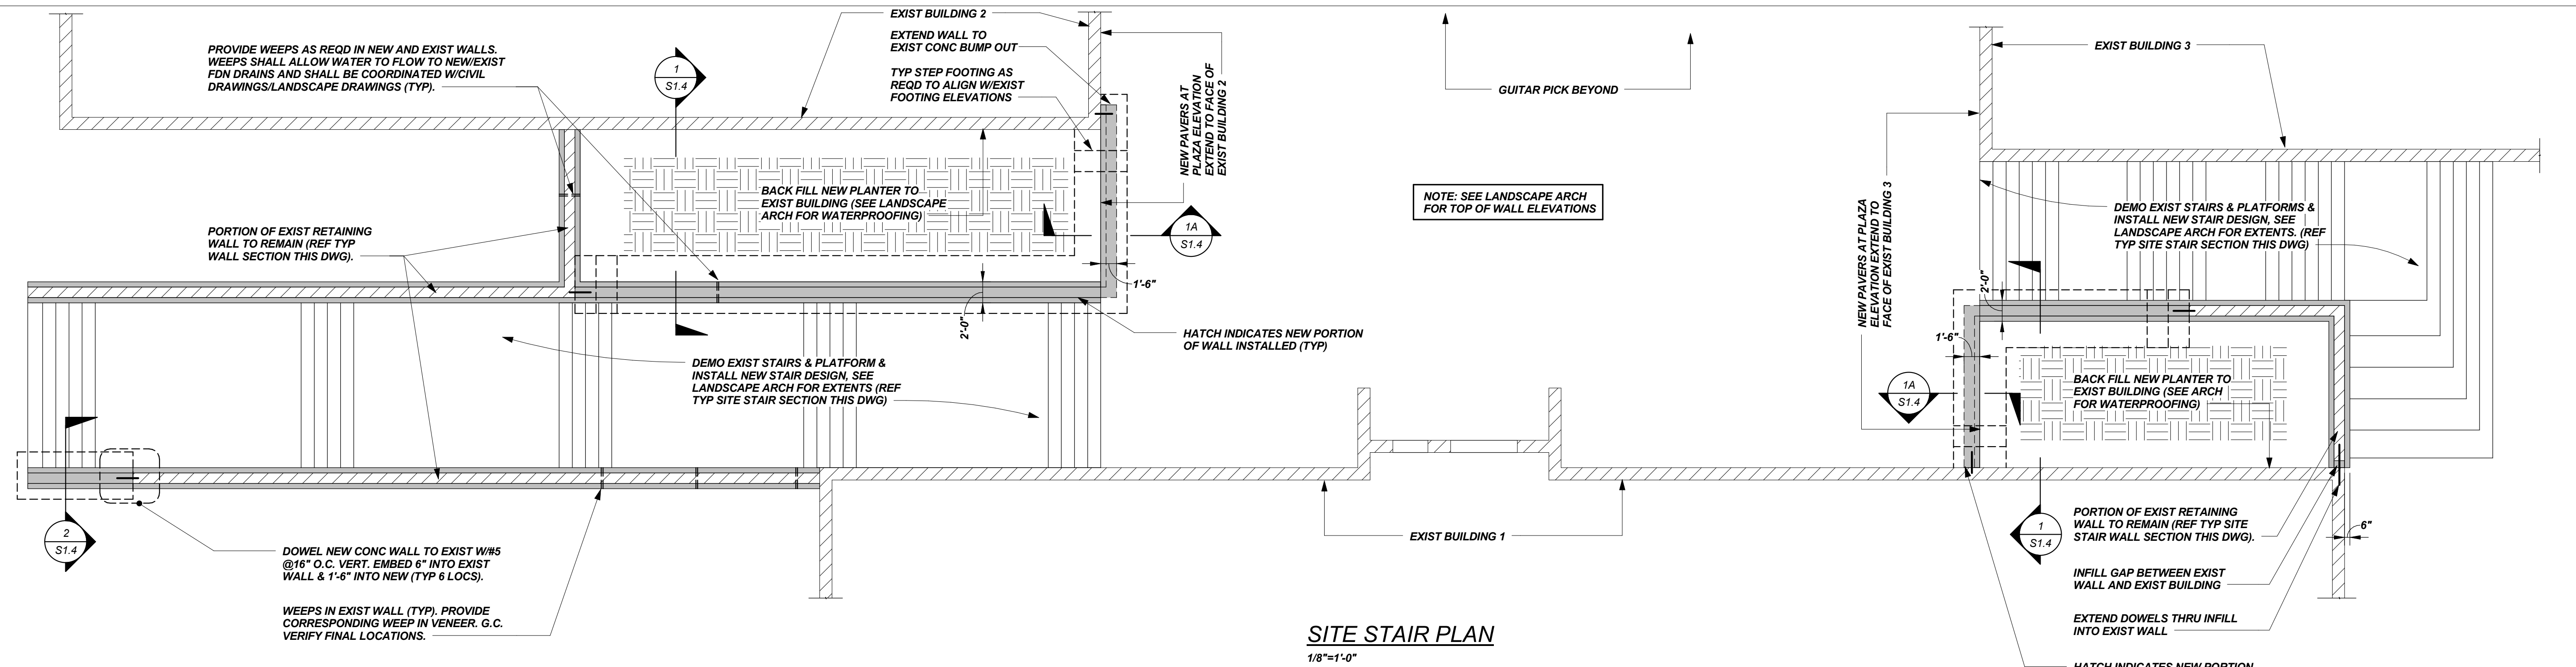 EXIST BUILDING 2
PROVIDE WEEPS AS REQD IN NEW AND EXIST WALLS.
WEEPS SHALL ALLOW WATER TO FLOW TO NEW/EXIST
FDN DRAINS AND SHALL BE COORDINATED W/CIVIL
DRAWINGS/LANDSCAPE DRAWINGS (TYP).
1
S1.4
EXTEND WALL TO
EXIST CONC BUMP OUT
TYP STEP FOOTING AS
REQD TO ALIGN W/EXIST
FOOTING ELEVATIONS
NEW PAVERS AT
PLAZA ELEVATION
EXTEND TO FACE OF
EXIST BUILDING 2
GUITAR PICK BEYOND
EXIST BUILDING 3
BACK FILL NEW PLANTER TO
EXIST BUILDING (SEE LANDSCAPE
ARCH FOR WATERPROOFING)
NOTE: SEE LANDSCAPE ARCH
FOR TOP OF WALL ELEVATIONS
1A
S1.4
PORTION OF EXIST RETAINING
WALL TO REMAIN (REF TYP
WALL SECTION THIS DWG).
1'-6"
2'-0"
HATCH INDICATES NEW PORTION
OF WALL INSTALLED (TYP)
DEMO EXIST STAIRS & PLATFORM &
INSTALL NEW STAIR DESIGN, SEE
LANDSCAPE ARCH FOR EXTENTS (REF
TYP SITE STAIR SECTION THIS DWG)
NEW PAVERS AT PLAZA
ELEVATION EXTEND TO
FACE OF EXIST BUILDING 3
DEMO EXIST STAIRS & PLATFORMS &
INSTALL NEW STAIR DESIGN, SEE
LANDSCAPE ARCH FOR EXTENTS. (REF
TYP SITE STAIR SECTION THIS DWG)
2'-0"
1'-6"
1A
S1.4
BACK FILL NEW PLANTER TO
EXIST BUILDING (SEE ARCH
FOR WATERPROOFING)
2
S1.4
DOWEL NEW CONC WALL TO EXIST W/#5
@16" O.C. VERT. EMBED 6" INTO EXIST
WALL & 1'-6" INTO NEW (TYP 6 LOCS).
WEEPS IN EXIST WALL (TYP). PROVIDE
CORRESPONDING WEEP IN VENEER. G.C.
VERIFY FINAL LOCATIONS.
EXIST BUILDING 1
1
S1.4
PORTION OF EXIST RETAINING
WALL TO REMAIN (REF TYP SITE
STAIR WALL SECTION THIS DWG).
6"
INFILL GAP BETWEEN EXIST
WALL AND EXIST BUILDING
EXTEND DOWELS THRU INFILL
INTO EXIST WALL
SITE STAIR PLAN
1/8"=1'-0"
HATCH INDICATES NEW PORTION